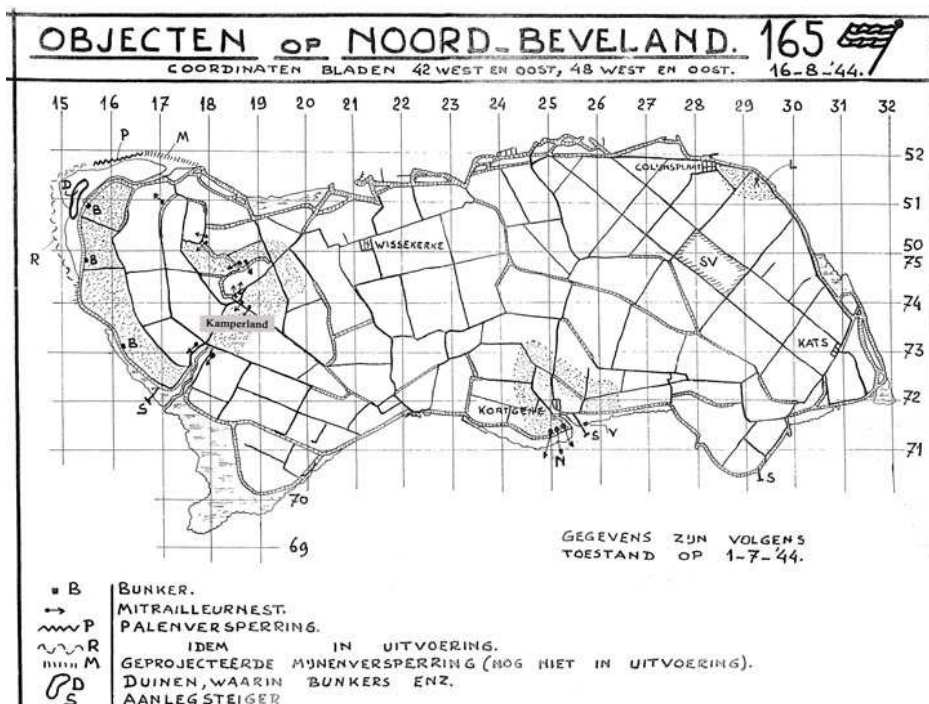 OBJECTEN OP NOORD-BEVELAND. 165
COORDINATEN BLADEN 42 WEST EN OOST, 48 WEST EN OOST. 16-8-'44.
15 16 17 18 19 20 21 22 23 24 25 26 27 28 29 30 31 32
P M
52
COLIJNSPLAAT L
D
B
51
R
WISSEKERKE
50
75
SV
B
74
Kamperland
B
KATS
73
S
72
KORTGENE
S V
N
71
S
70
69
GEGEVENS ZIJN VOLGENS
TOESTAND OP 1-7-'44.
B BUNKER.
MITRAILLEURNEST.
P PALENVERSPERRING.
R IDEM IN UITVOERING.
M GEPROJECTEERDE MIJNENVERSPERRING (NOG NIET IN UITVOERING).
D DUINEN, WAARIN BUNKERS ENZ.
S AANLEGSTEIGER